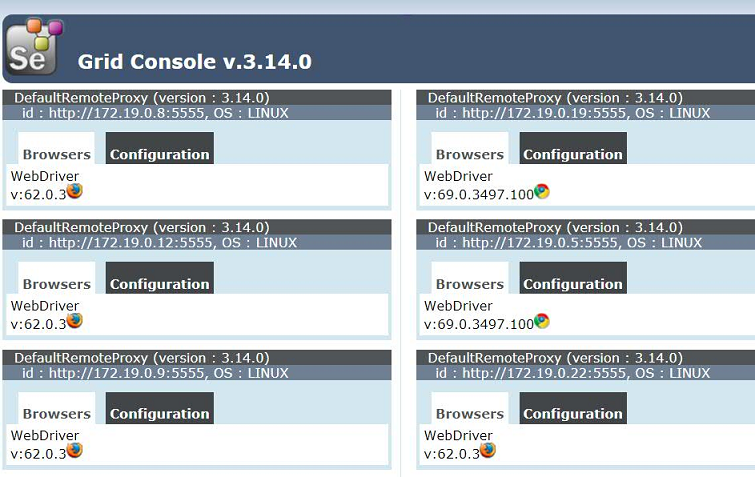 Se
Grid Console v.3.14.0
DefaultRemoteProxy (version : 3.14.0)
id : http://172.19.0.8:5555, OS : LINUX
Browsers Configuration
WebDriver
v:62.0.3
DefaultRemoteProxy (version : 3.14.0)
id : http://172.19.0.19:5555, OS : LINUX
Browsers Configuration
WebDriver
v:69.0.3497.100
DefaultRemoteProxy (version : 3.14.0)
id : http://172.19.0.12:5555, OS : LINUX
Browsers Configuration
WebDriver
v:62.0.3
DefaultRemoteProxy (version : 3.14.0)
id : http://172.19.0.5:5555, OS : LINUX
Browsers Configuration
WebDriver
v:69.0.3497.100
DefaultRemoteProxy (version : 3.14.0)
id : http://172.19.0.9:5555, OS : LINUX
Browsers Configuration
WebDriver
v:62.0.3
DefaultRemoteProxy (version : 3.14.0)
id : http://172.19.0.22:5555, OS : LINUX
Browsers Configuration
WebDriver
v:62.0.3